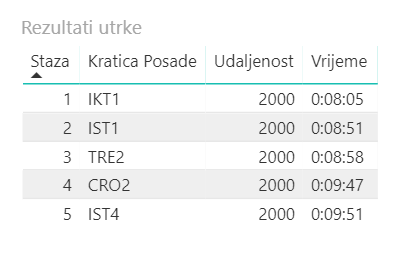 Rezultati utrke
Staza Kratica Posade Udaljenost Vrijeme
1 IKT1 2000 0:08:05
2 IST1 2000 0:08:51
3 TRE2 2000 0:08:58
4 CRO2 2000 0:09:47
5 IST4 2000 0:09:51